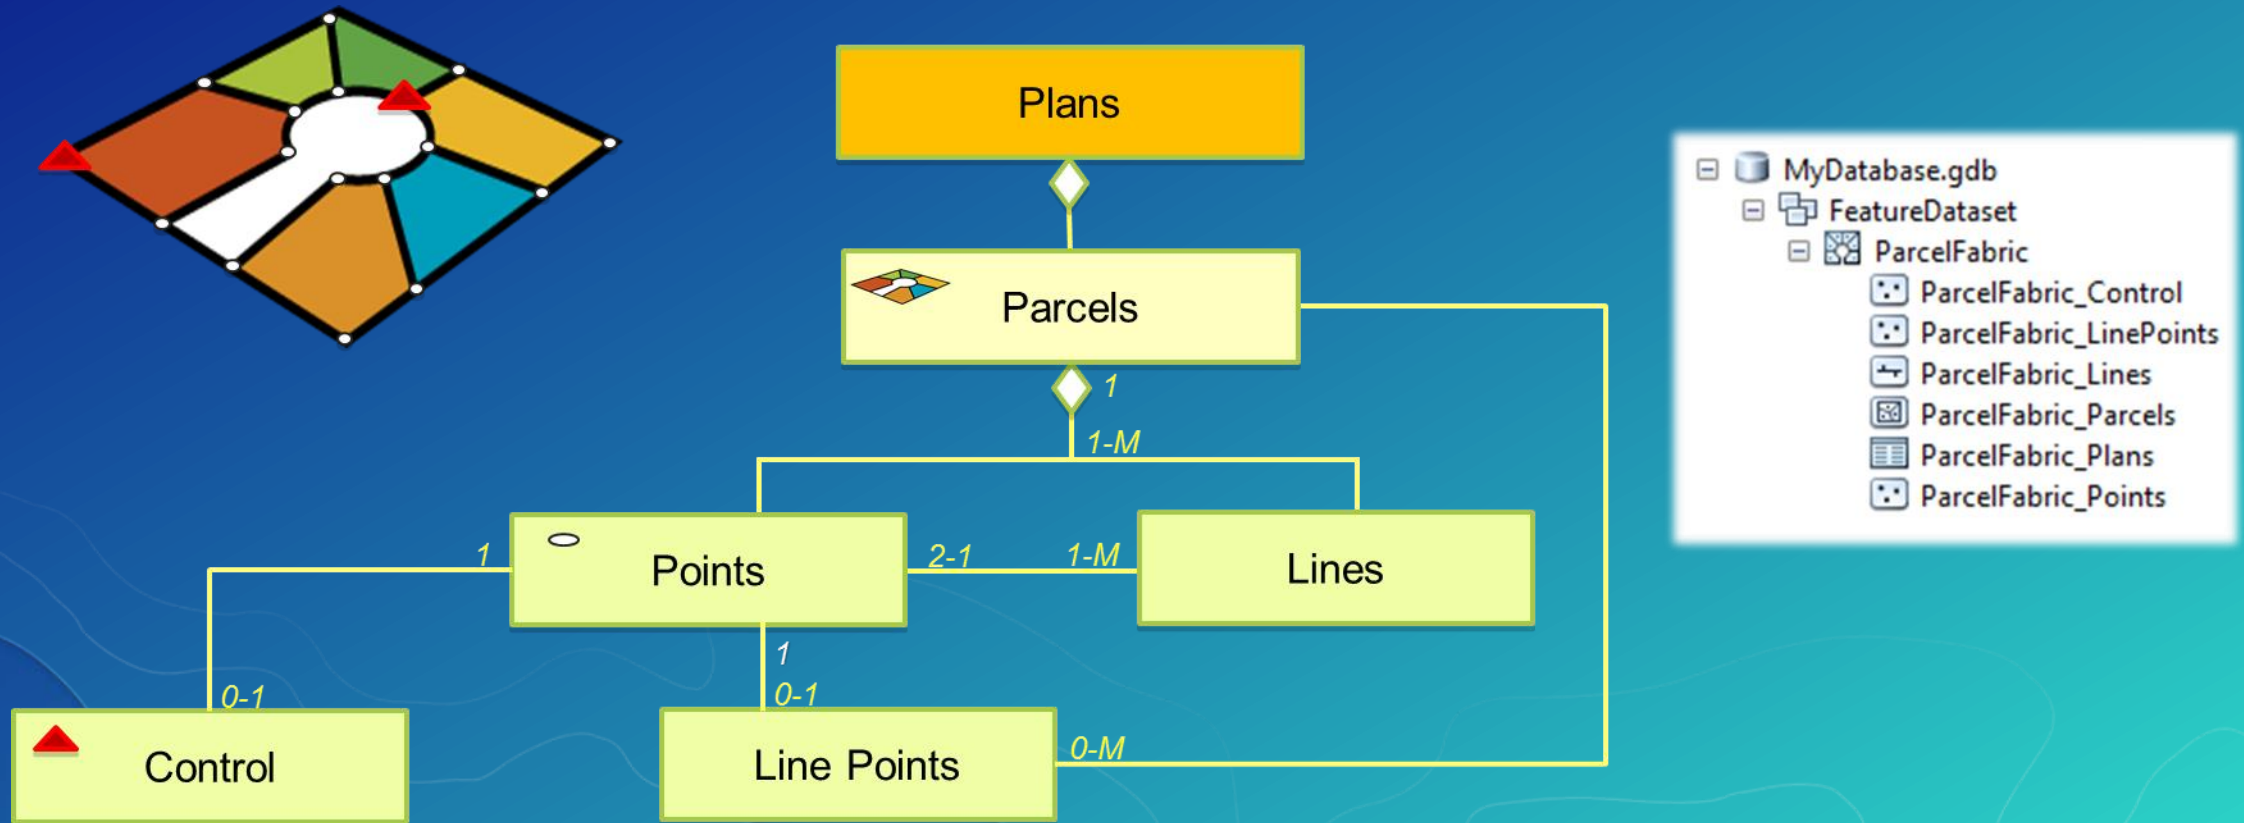 Plans
Parcels
1
1-M
Points
2-1
1-M
Lines
1
1
0-1
0-1
0-M
Control
Line Points
MyDatabase.gdb
FeatureDataset
ParcelFabric
ParcelFabric_Control
ParcelFabric_LinePoints
ParcelFabric_Lines
ParcelFabric_Parcels
ParcelFabric_Plans
ParcelFabric_Points